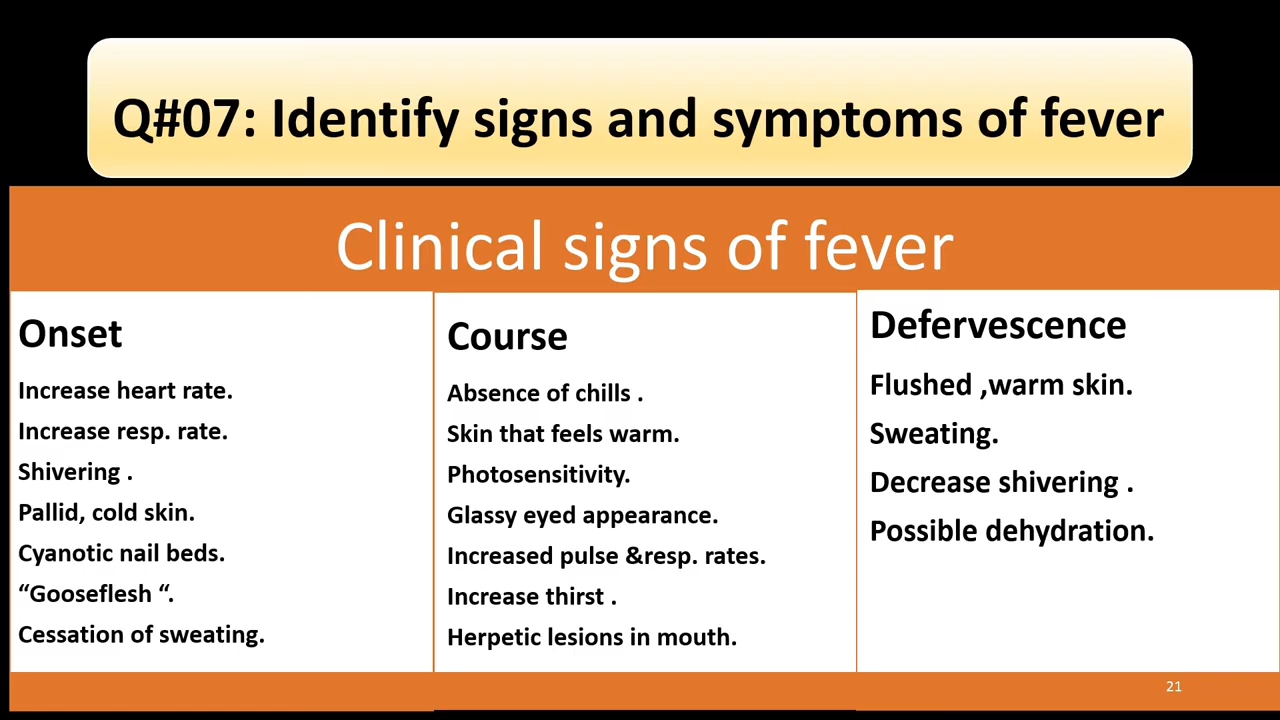 Q#07: Identify signs and symptoms of fever
Clinical signs of fever
Onset
Increase heart rate.
Increase resp. rate.
Shivering .
Pallid, cold skin.
Cyanotic nail beds.
“Gooseflesh “.
Cessation of sweating.
Course
Absence of chills .
Skin that feels warm.
Photosensitivity.
Glassy eyed appearance.
Increased pulse &resp. rates.
Increase thirst .
Herpetic lesions in mouth.
Defervescence
Flushed ,warm skin.
Sweating.
Decrease shivering .
Possible dehydration.
21